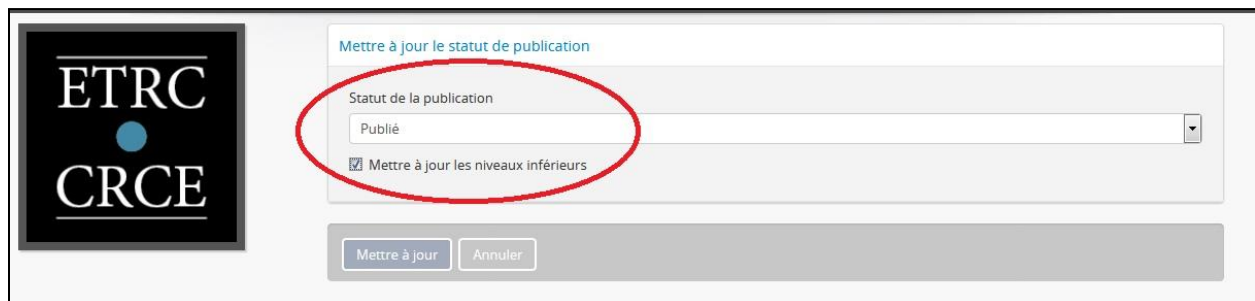 ETRC
CRCE
Mettre à jour le statut de publication
Statut de la publication
Publié
Mettre à jour les niveaux inférieurs
Mettre à jour
Annuler